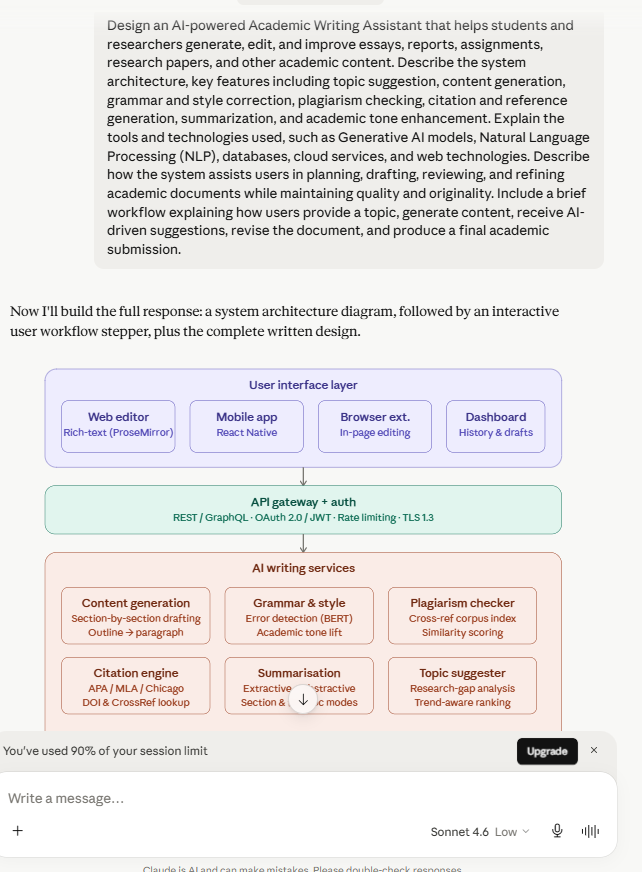 Design an AI-powered Academic Writing Assistant that helps students and
researchers generate, edit, and improve essays, reports, assignments,
research papers, and other academic content. Describe the system
architecture, key features including topic suggestion, content generation,
grammar and style correction, plagiarism checking, citation and reference
generation, summarization, and academic tone enhancement. Explain the
tools and technologies used, such as Generative AI models, Natural Language
Processing (NLP), databases, cloud services, and web technologies. Describe
how the system assists users in planning, drafting, reviewing, and refining
academic documents while maintaining quality and originality. Include a brief
workflow explaining how users provide a topic, generate content, receive AI-
driven suggestions, revise the document, and produce a final academic
submission.
Now I'll build the full response: a system architecture diagram, followed by an interactive
user workflow stepper, plus the complete written design.
User interface layer
Web editor
Rich-text (ProseMirror)
Mobile app
React Native
Browser ext.
In-page editing
Dashboard
History & drafts
API gateway + auth
REST / GraphQL · OAuth 2.0 / JWT · Rate limiting · TLS 1.3
AI writing services
Content generation
Section-by-section drafting
Outline → paragraph
Grammar & style
Error detection (BERT)
Academic tone lift
Plagiarism checker
Cross-ref corpus index
Similarity scoring
Citation engine
APA / MLA / Chicago
DOI & CrossRef lookup
Summarisation
Extractive
Section & modes
Topic suggester
Research-gap analysis
Trend-aware ranking
You've used 90% of your session limit
Upgrade
Write a message...
Sonnet 4.6 Low
Claude is AI and can make mistakes. Please double-check responses.